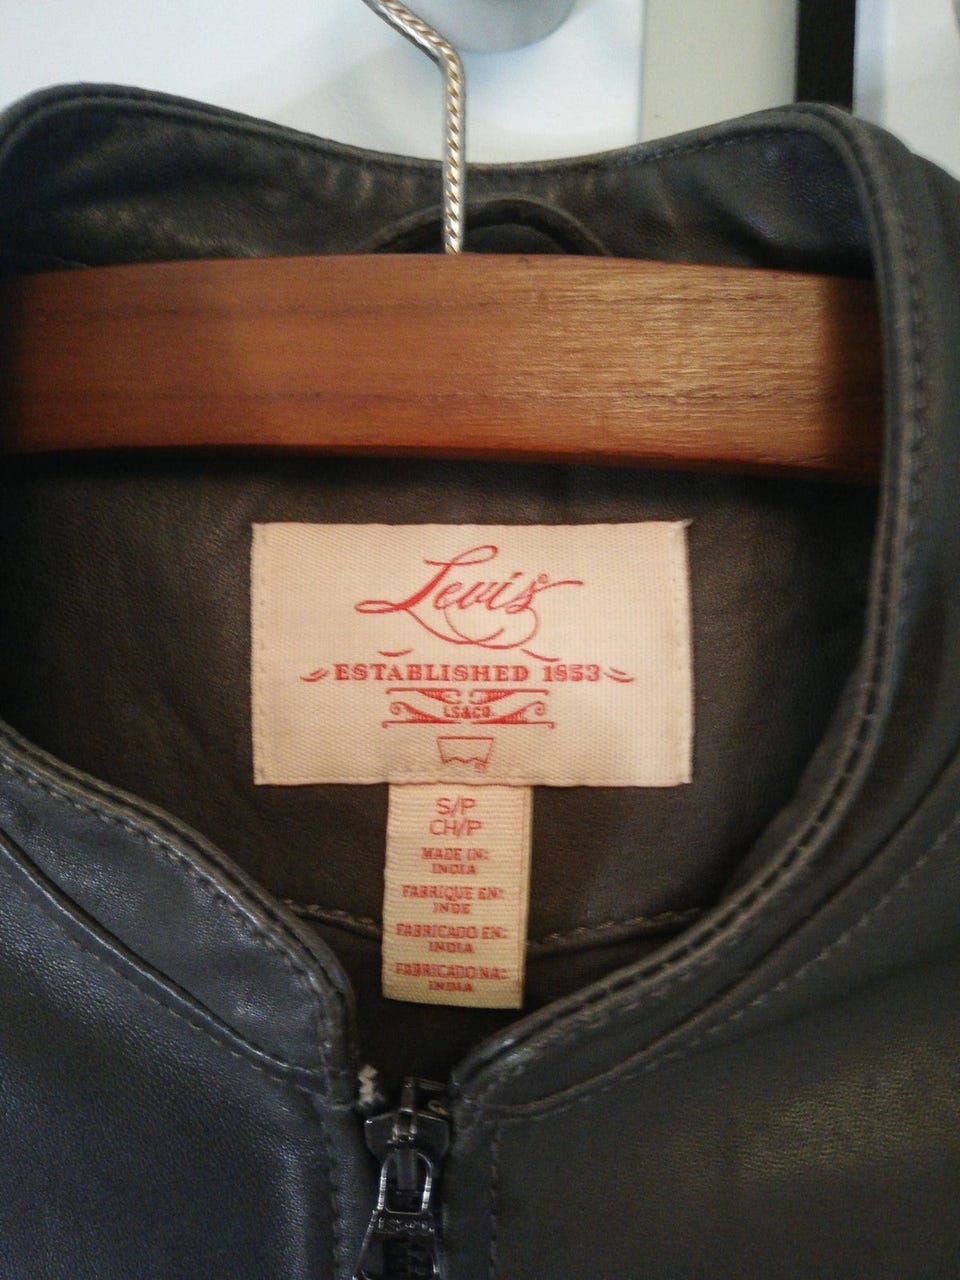 Levi's
ESTABLISHED 1853
LS&CO.
S/P
CH/P
MADE IN:
INDIA
FABRIQUE EN:
INDE
FABRICADO EN:
INDIA
FABRICADO NA:
INDIA